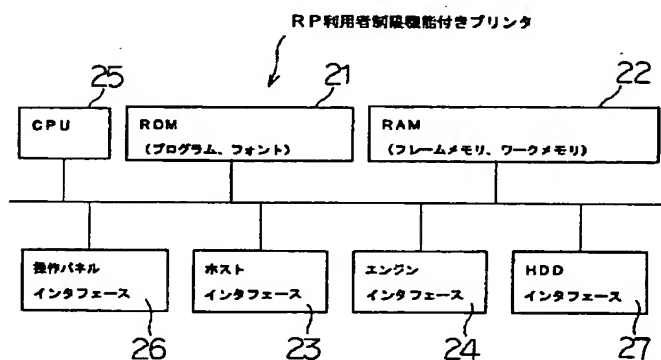 RP利用者制限機能付きプリンタ
25
21
22
CPU
ROM
(プログラム、フォント)
RAM
(フレームメモリ、ワークメモリ)
操作パネル
インタフェース
ホスト
インタフェース
エンジン
インタフェース
HDD
インタフェース
26
23
24
27